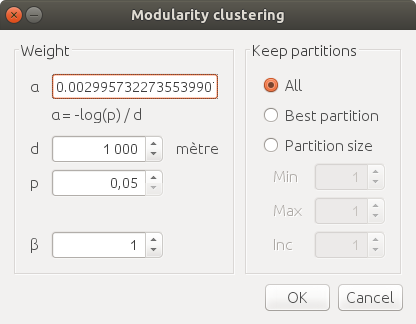 Modularity clustering
Weight
α 0.0029957322735539907
α= -log(p) / d
d 1 000 mètre
p 0,05
β 1
Keep partitions
All
Best partition
Partition size
Min 1
Max 1
Inc 1
OK Cancel